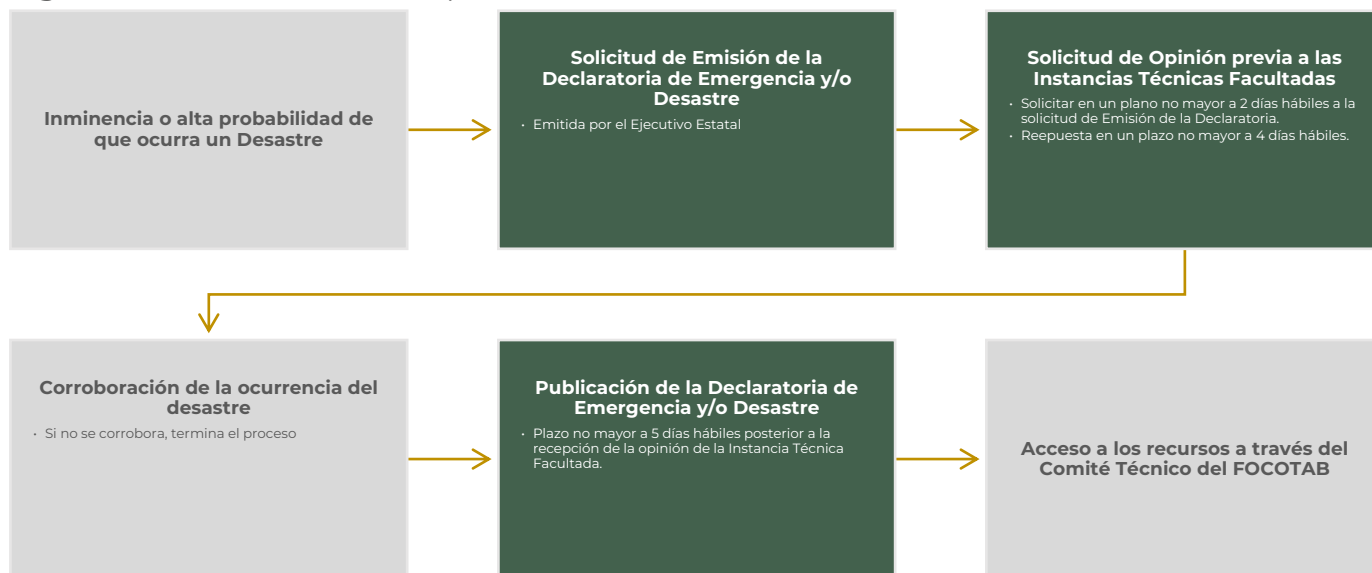 Inminencia o alta probabilidad de
que ocurra un Desastre
Solicitud de Emisión de la
Declaratoria de Emergencia y/o
Desastre
· Emitida por el Ejecutivo Estatal
Solicitud de Opinión previa a las
Instancias Técnicas Facultadas
· Solicitar en un plano no mayor a 2 días hábiles a la
solicitud de Emisión de la Declaratoria.
· Reepuesta en un plazo no mayor a 4 días hábiles.
Corroboración de la ocurrencia del
desastre
· Si no se corrobora, termina el proceso
Publicación de la Declaratoria de
Emergencia y/o Desastre
· Plazo no mayor a 5 días hábiles posterior a la
recepción de la opinión de la Instancia Técnica
Facultada.
Acceso a los recursos a través del
Comité Técnico del FOCOTAB